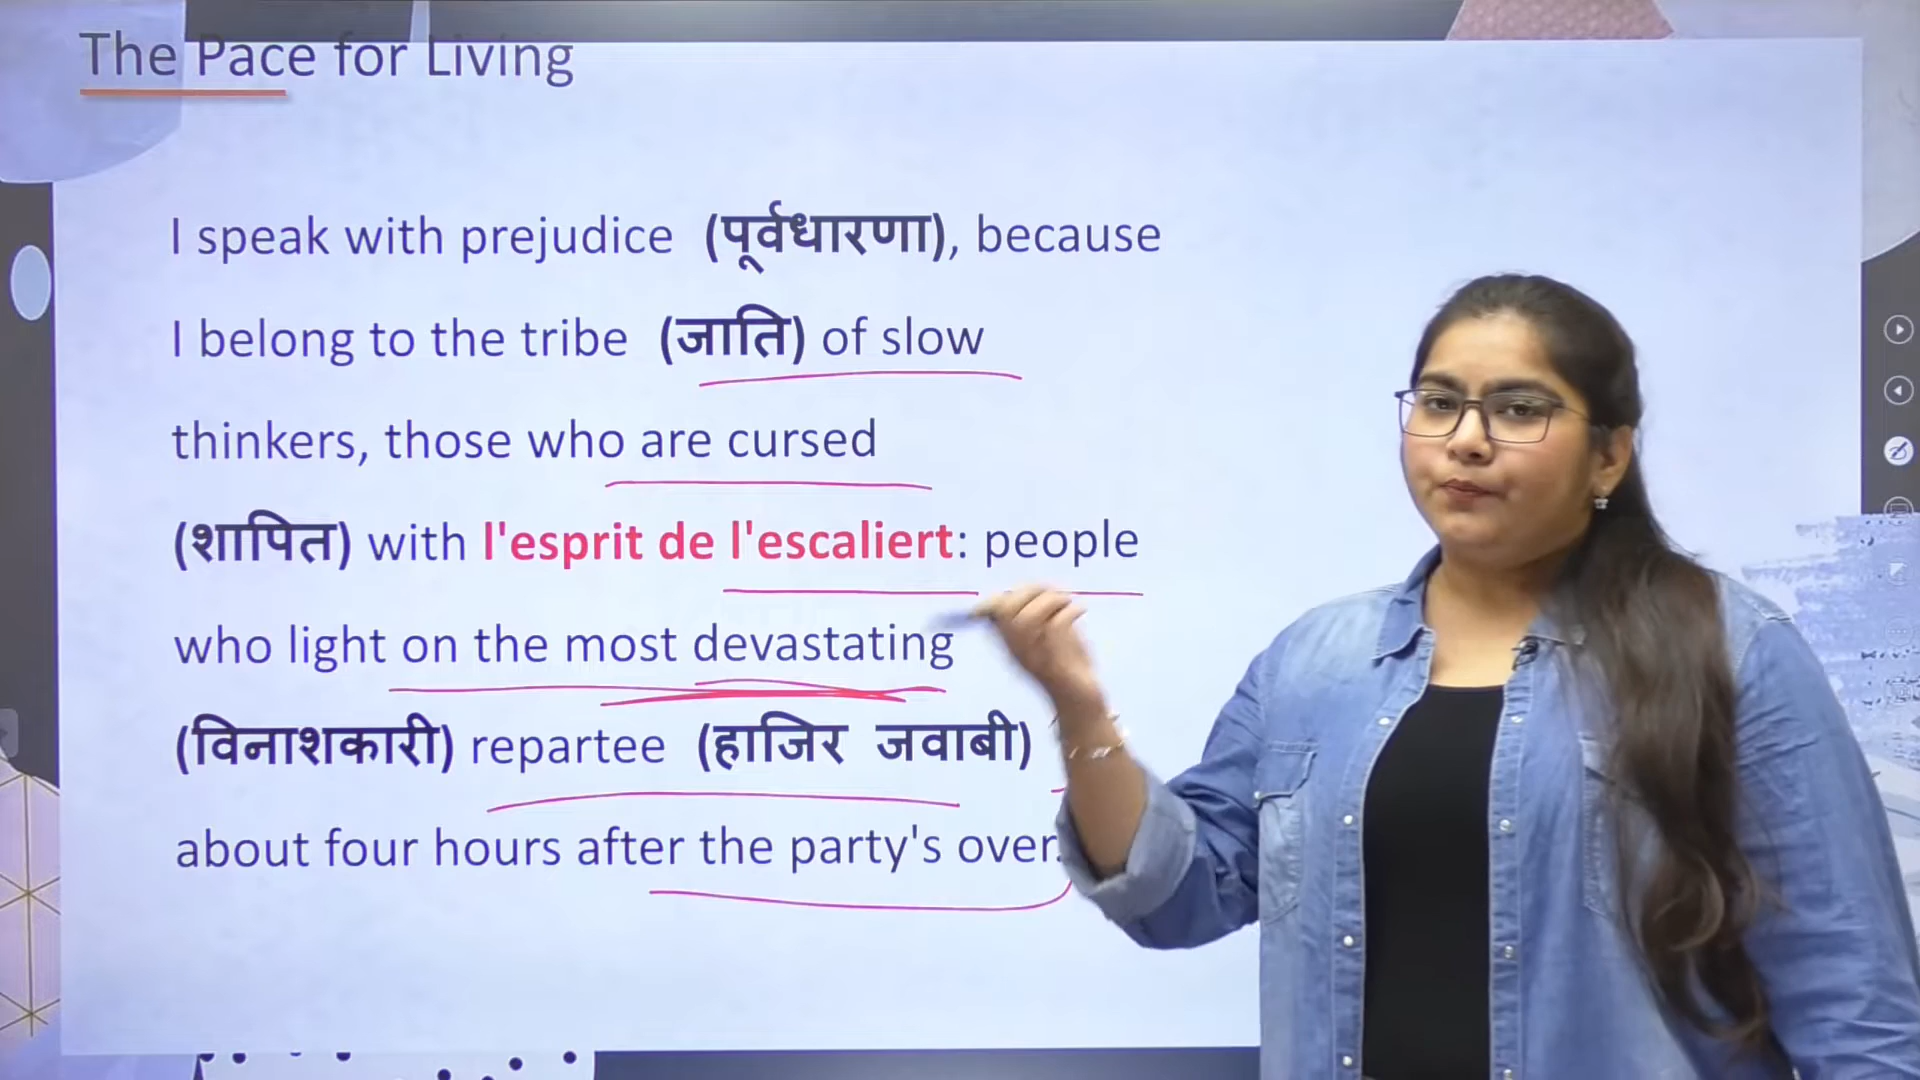 The Pace for Living
I speak with prejudice (पूर्वधारणा), because
I belong to the tribe (जाति) of slow
thinkers, those who are cursed
(शापित) with l'esprit de l'escaliert: people
who light on the most devastating
(विनाशकारी) repartee (हाजिर जवाबी)
about four hours after the party's over.